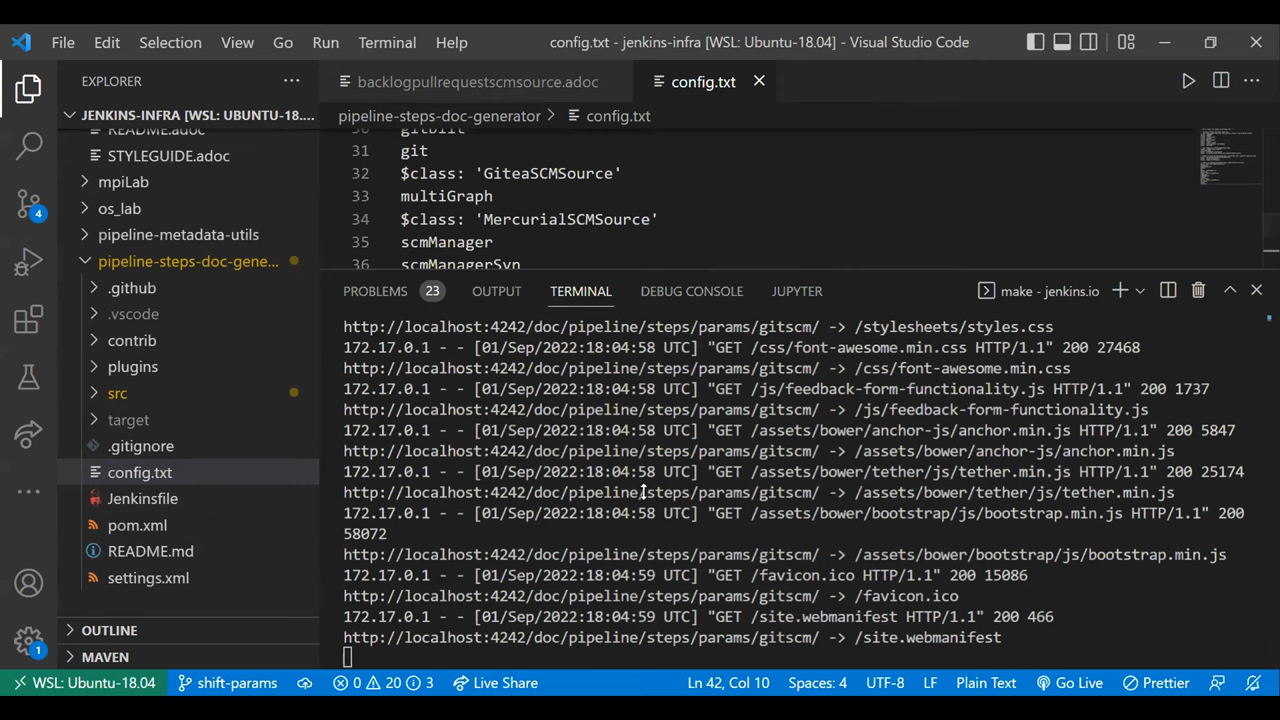 File Edit Selection View Go Run Terminal Help config.txt - jenkins-infra [WSL: Ubuntu-18.04] - Visual Studio Code
EXPLORER
JENKINS-INFRA [WSL: UBUNTU-18....
README.adoc
STYLEGUIDE.adoc
mpiLab
os_lab
pipeline-metadata-utils
pipeline-steps-doc-gene...
.github
.vscode
contrib
plugins
src
target
.gitignore
config.txt
Jenkinsfile
pom.xml
README.md
settings.xml
OUTLINE
MAVEN
4
1
backlogpullrequestscmsource.adoc config.txt
pipeline-steps-doc-generator > config.txt
30 gitblit
31 git
32 $class: 'GiteaSCMSource'
33 multiGraph
34 $class: 'MercurialSCMSource'
35 scmManager
36 scmManagerSvn
PROBLEMS 23 OUTPUT TERMINAL DEBUG CONSOLE JUPYTER make - jenkins.io
http://localhost:4242/doc/pipeline/steps/params/gitscm/ -> /stylesheets/styles.css
172.17.0.1 - - [01/Sep/2022:18:04:58 UTC] "GET /css/font-awesome.min.css HTTP/1.1" 200 27468
http://localhost:4242/doc/pipeline/steps/params/gitscm/ -> /css/font-awesome.min.css
172.17.0.1 - - [01/Sep/2022:18:04:58 UTC] "GET /js/feedback-form-functionality.js HTTP/1.1" 200 1737
http://localhost:4242/doc/pipeline/steps/params/gitscm/ -> /js/feedback-form-functionality.js
172.17.0.1 - - [01/Sep/2022:18:04:58 UTC] "GET /assets/bower/anchor-js/anchor.min.js HTTP/1.1" 200 5847
http://localhost:4242/doc/pipeline/steps/params/gitscm/ -> /assets/bower/anchor-js/anchor.min.js
172.17.0.1 - - [01/Sep/2022:18:04:58 UTC] "GET /assets/bower/tether/js/tether.min.js HTTP/1.1" 200 25174
http://localhost:4242/doc/pipeline/steps/params/gitscm/ -> /assets/bower/tether/js/tether.min.js
172.17.0.1 - - [01/Sep/2022:18:04:58 UTC] "GET /assets/bower/bootstrap/js/bootstrap.min.js HTTP/1.1" 200
58072
http://localhost:4242/doc/pipeline/steps/params/gitscm/ -> /assets/bower/bootstrap/js/bootstrap.min.js
172.17.0.1 - - [01/Sep/2022:18:04:59 UTC] "GET /favicon.ico HTTP/1.1" 200 15086
http://localhost:4242/doc/pipeline/steps/params/gitscm/ -> /favicon.ico
172.17.0.1 - - [01/Sep/2022:18:04:59 UTC] "GET /site.webmanifest HTTP/1.1" 200 466
http://localhost:4242/doc/pipeline/steps/params/gitscm/ -> /site.webmanifest
WSL: Ubuntu-18.04 shift-params 0 20 3 Live Share Ln 42, Col 10 Spaces: 4 UTF-8 LF Plain Text Go Live Prettier